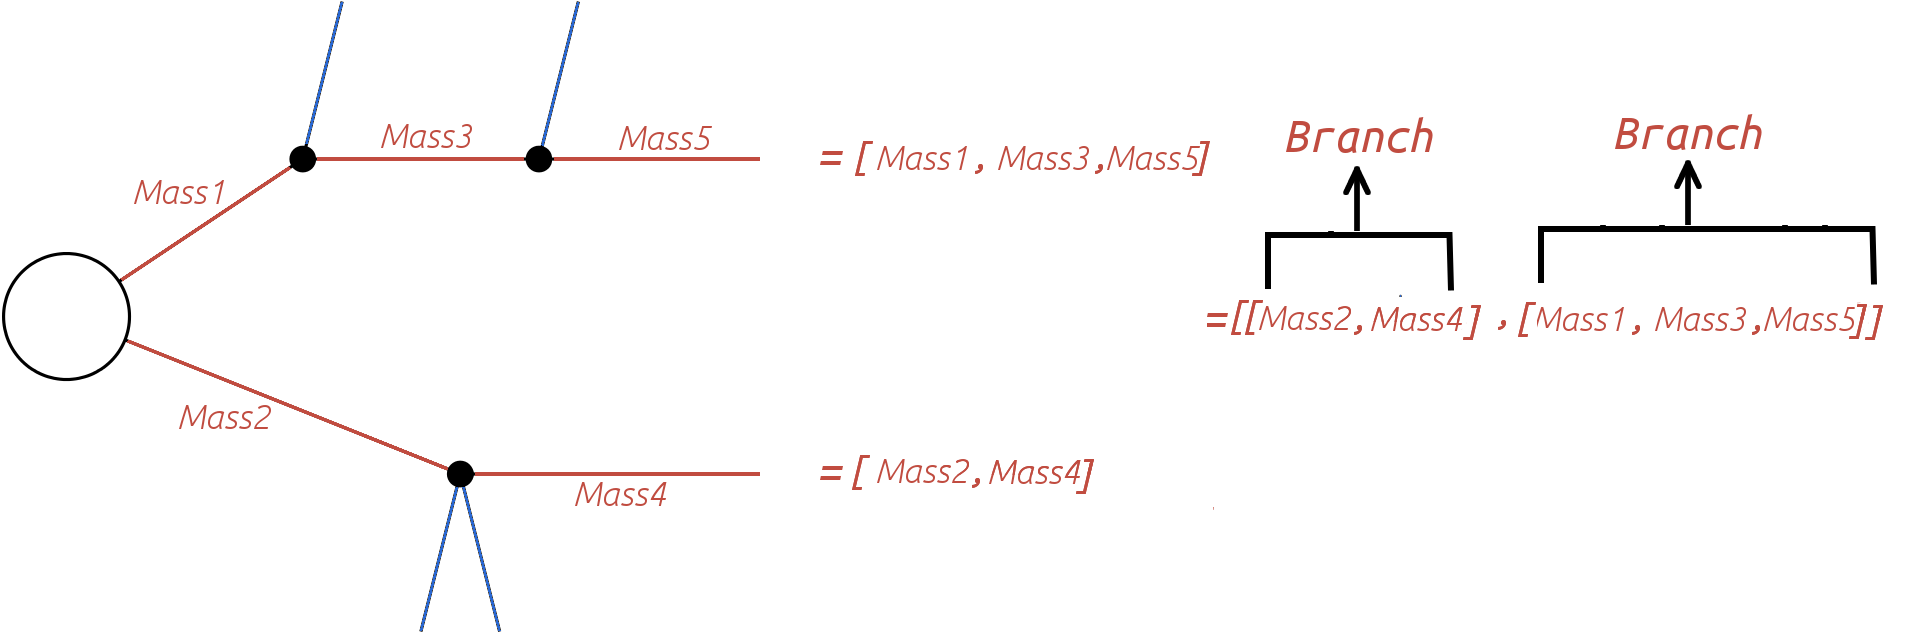 Mass3
Mass5
Mass1
= [ Mass1, Mass3,Mass5]
Branch
Branch
=[[Mass2,Mass4] ,[Mass1, Mass3,Mass5]]
Mass2
= [ Mass2,Mass4]
Mass4